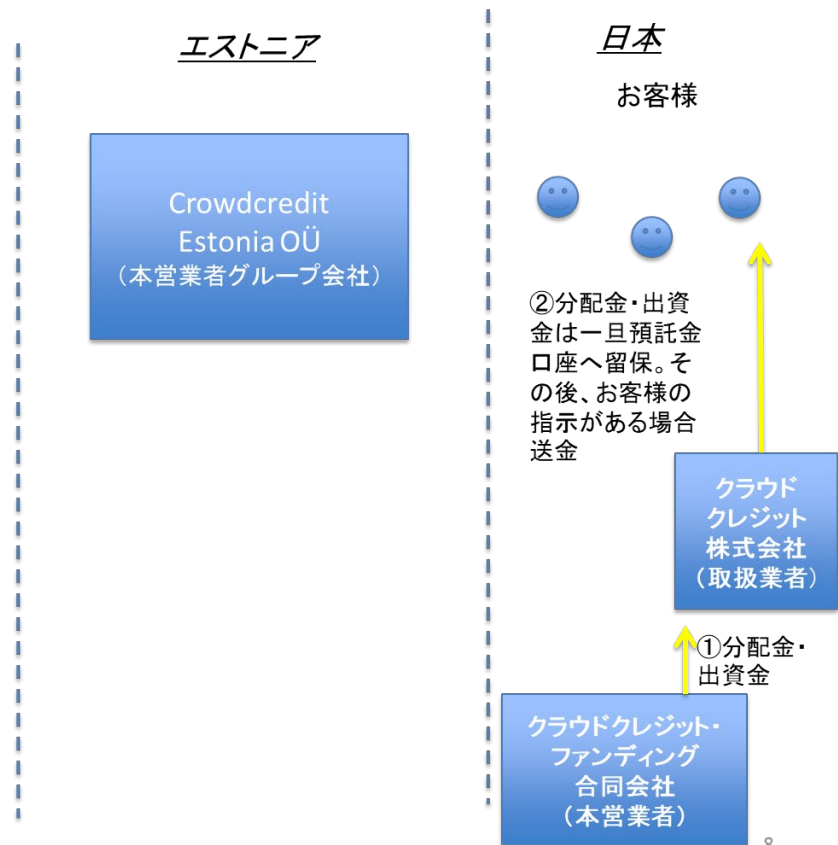 エストニア
日本
お客様
Crowdcredit
Estonia OÜ
（本営業者グループ会社）
②分配金・出資
金は一旦預託金
口座へ留保。そ
の後、お客様の
指示がある場合
送金
クラウド
クレジット
株式会社
（取扱業者）
①分配金・
出資金
クラウドクレジット・
ファンディング
合同会社
（本営業者）